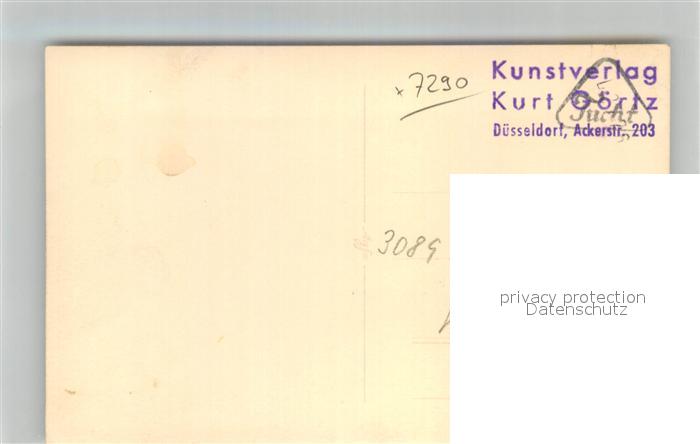 x 7290
Kunstverlag
Kurt Görtz
Düsseldorf, Ackerstr. 203
3089
privacy protection
Datenschutz